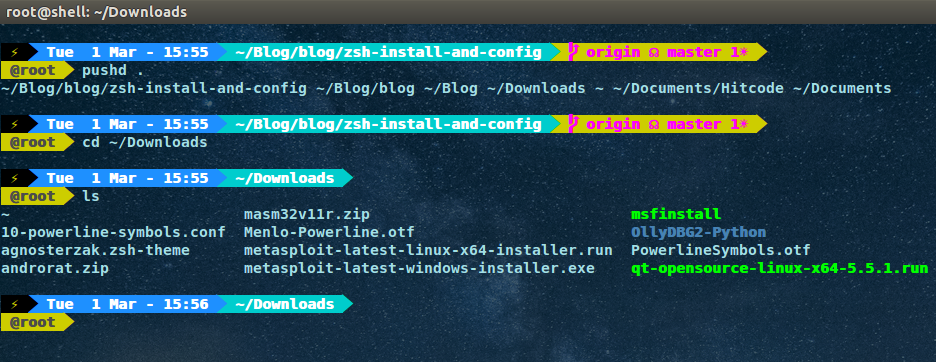 root@shell: ~/Downloads
⚡ Tue 1 Mar - 15:55 ~/Blog/blog/zsh-install-and-config origin ☊ master 1☀
@root pushd .
~/Blog/blog/zsh-install-and-config ~/Blog/blog ~/Blog ~/Downloads ~ ~/Documents/Hitcode ~/Documents
⚡ Tue 1 Mar - 15:55 ~/Blog/blog/zsh-install-and-config origin ☊ master 1☀
@root cd ~/Downloads
⚡ Tue 1 Mar - 15:55 ~/Downloads
@root ls
~ masm32v11r.zip msfinstall
10-powerline-symbols.conf Menlo-Powerline.otf OllyDBG2-Python
agnosterzak.zsh-theme metasploit-latest-linux-x64-installer.run PowerlineSymbols.otf
androrat.zip metasploit-latest-windows-installer.exe qt-opensource-linux-x64-5.5.1.run
⚡ Tue 1 Mar - 15:56 ~/Downloads
@root